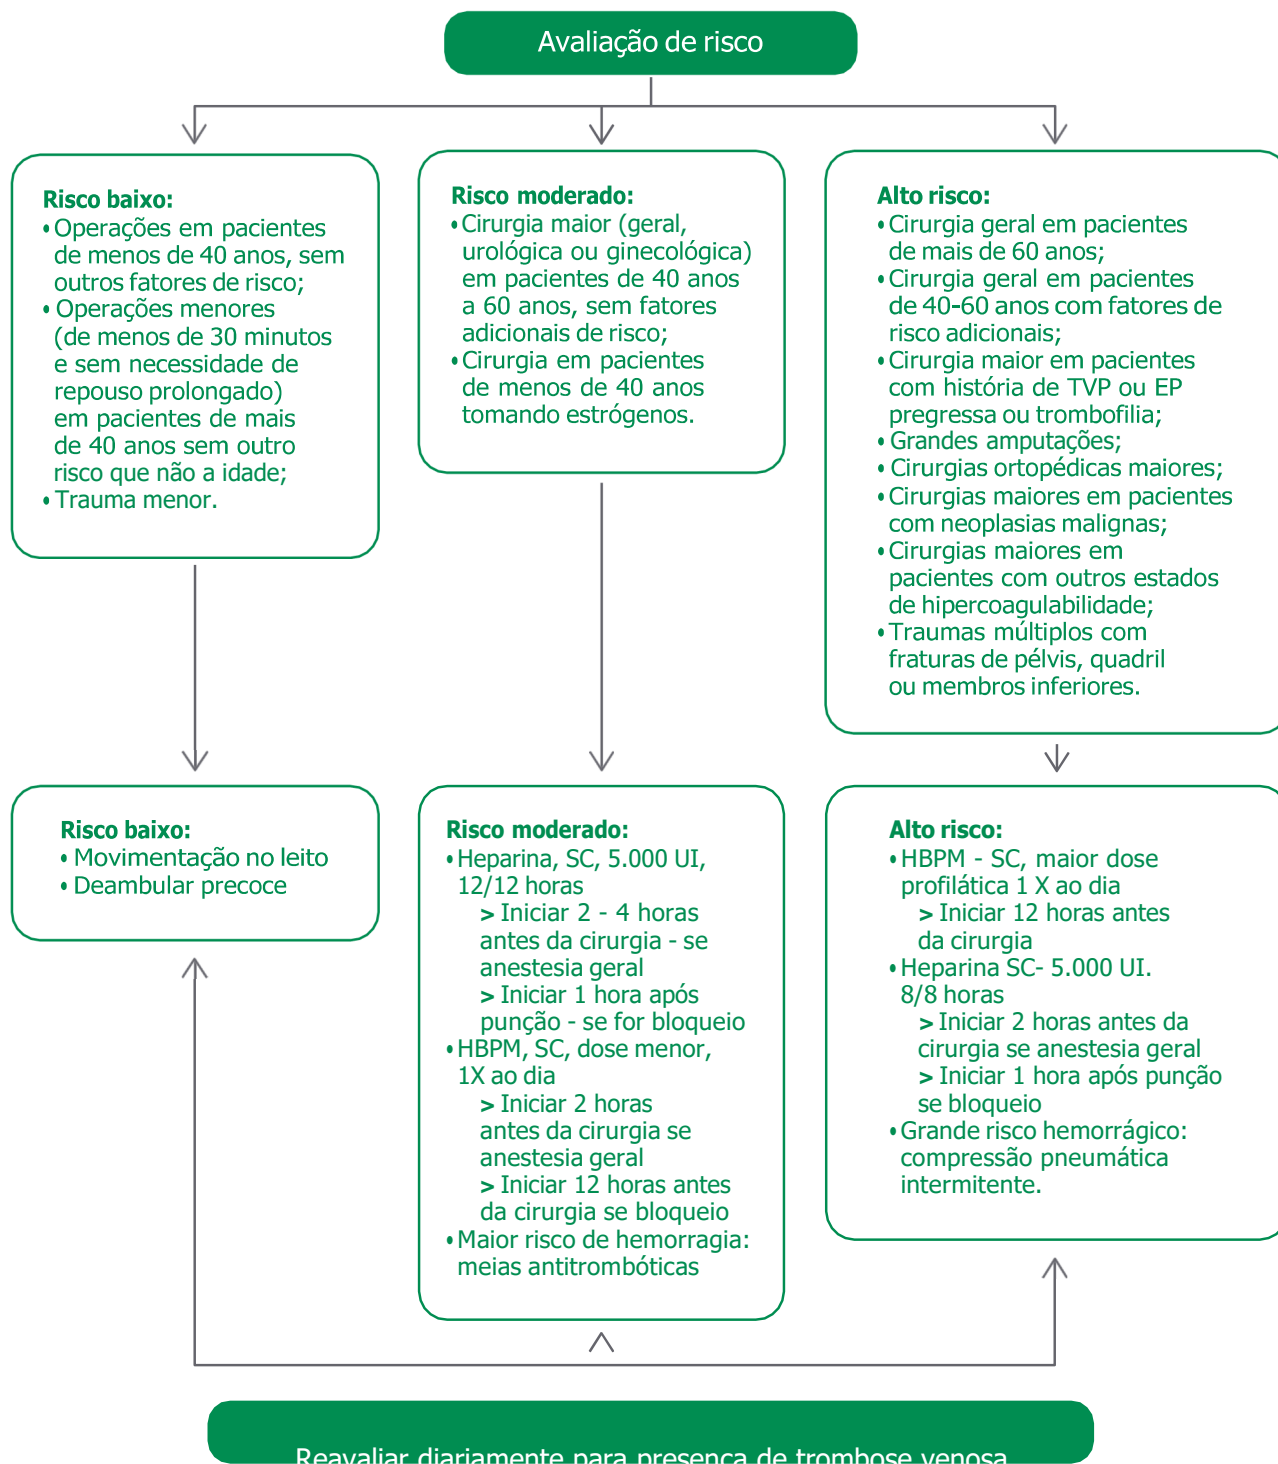 Avaliação de risco
Risco baixo:
• Operações em pacientes
de menos de 40 anos, sem
outros fatores de risco;
• Operações menores
(de menos de 30 minutos
e sem necessidade de
repouso prolongado)
em pacientes de mais
de 40 anos sem outro
risco que não a idade;
• Trauma menor.
Risco moderado:
• Cirurgia maior (geral,
urológica ou ginecológica)
em pacientes de 40 anos
a 60 anos, sem fatores
adicionais de risco;
• Cirurgia em pacientes
de menos de 40 anos
tomando estrógenos.
Alto risco:
• Cirurgia geral em pacientes
de mais de 60 anos;
• Cirurgia geral em pacientes
de 40-60 anos com fatores de
risco adicionais;
• Cirurgia maior em pacientes
com história de TVP ou EP
pregressa ou trombofilia;
• Grandes amputações;
• Cirurgias ortopédicas maiores;
• Cirurgias maiores em pacientes
com neoplasias malignas;
• Cirurgias maiores em
pacientes com outros estados
de hipercoagulabilidade;
• Traumas múltiplos com
fraturas de pélvis, quadril
ou membros inferiores.
Risco baixo:
• Movimentação no leito
• Deambular precoce
Risco moderado:
• Heparina, SC, 5.000 UI,
12/12 horas
> Iniciar 2 - 4 horas
antes da cirurgia - se
anestesia geral
> Iniciar 1 hora após
punção - se for bloqueio
• HBPM, SC, dose menor,
1X ao dia
> Iniciar 2 horas
antes da cirurgia se
anestesia geral
> Iniciar 12 horas antes
da cirurgia se bloqueio
• Maior risco de hemorragia:
meias antitrombóticas
Alto risco:
• HBPM - SC, maior dose
profilática 1 X ao dia
> Iniciar 12 horas antes
da cirurgia
• Heparina SC- 5.000 UI.
8/8 horas
> Iniciar 2 horas antes da
cirurgia se anestesia geral
> Iniciar 1 hora após punção
se bloqueio
• Grande risco hemorrágico:
compressão pneumática
intermitente.
Reavaliar diariamente para presença de trombose venosa